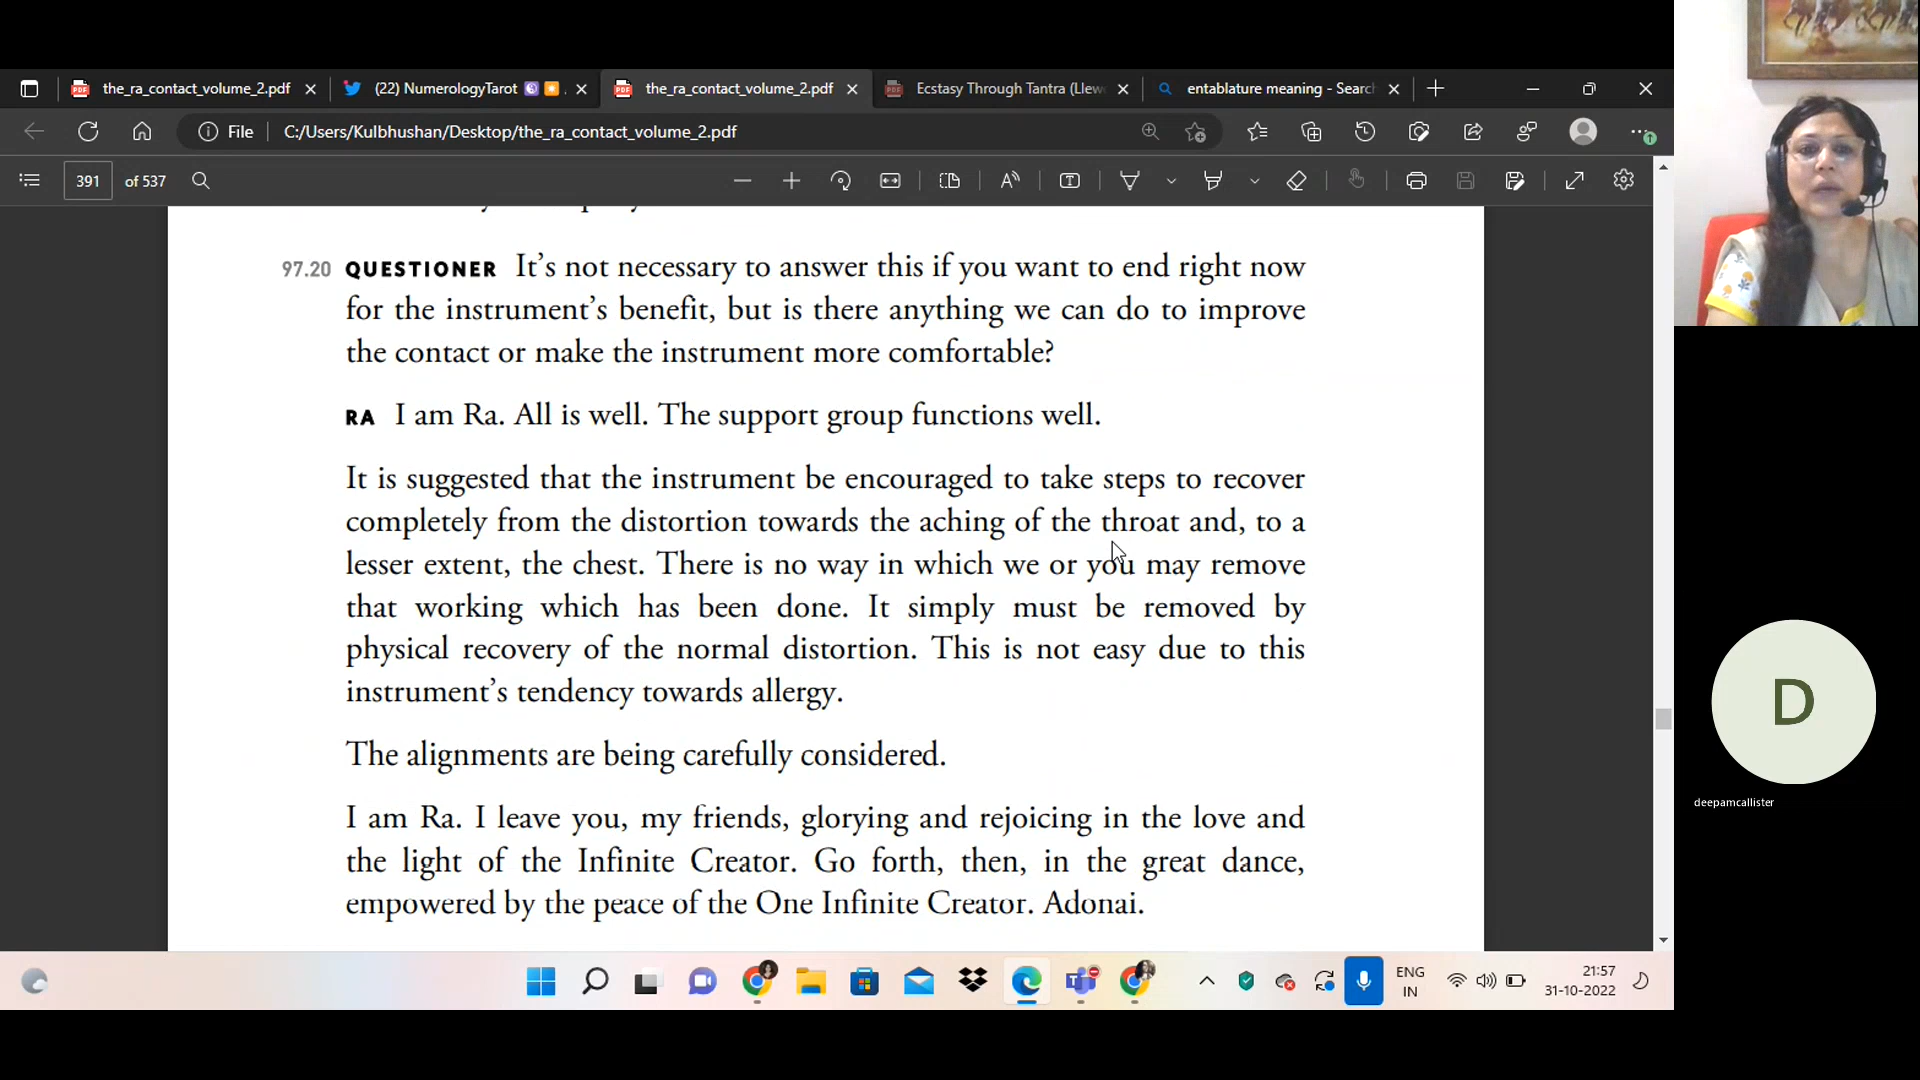 the_ra_contact_volume_2.pdf
(22) NumerologyTarot
the_ra_contact_volume_2.pdf
Ecstasy Through Tantra (Llew
entablature meaning - Search
File
C:/Users/Kulbhushan/Desktop/the_ra_contact_volume_2.pdf
391 of 537
97.20 QUESTIONER It’s not necessary to answer this if you want to end right now
for the instrument’s benefit, but is there anything we can do to improve
the contact or make the instrument more comfortable?
RA I am Ra. All is well. The support group functions well.
It is suggested that the instrument be encouraged to take steps to recover
completely from the distortion towards the aching of the throat and, to a
lesser extent, the chest. There is no way in which we or you may remove
that working which has been done. It simply must be removed by
physical recovery of the normal distortion. This is not easy due to this
instrument’s tendency towards allergy.
The alignments are being carefully considered.
I am Ra. I leave you, my friends, glorying and rejoicing in the love and
the light of the Infinite Creator. Go forth, then, in the great dance,
empowered by the peace of the One Infinite Creator. Adonai.
D
deepamcallister
ENG
IN
21:57
31-10-2022